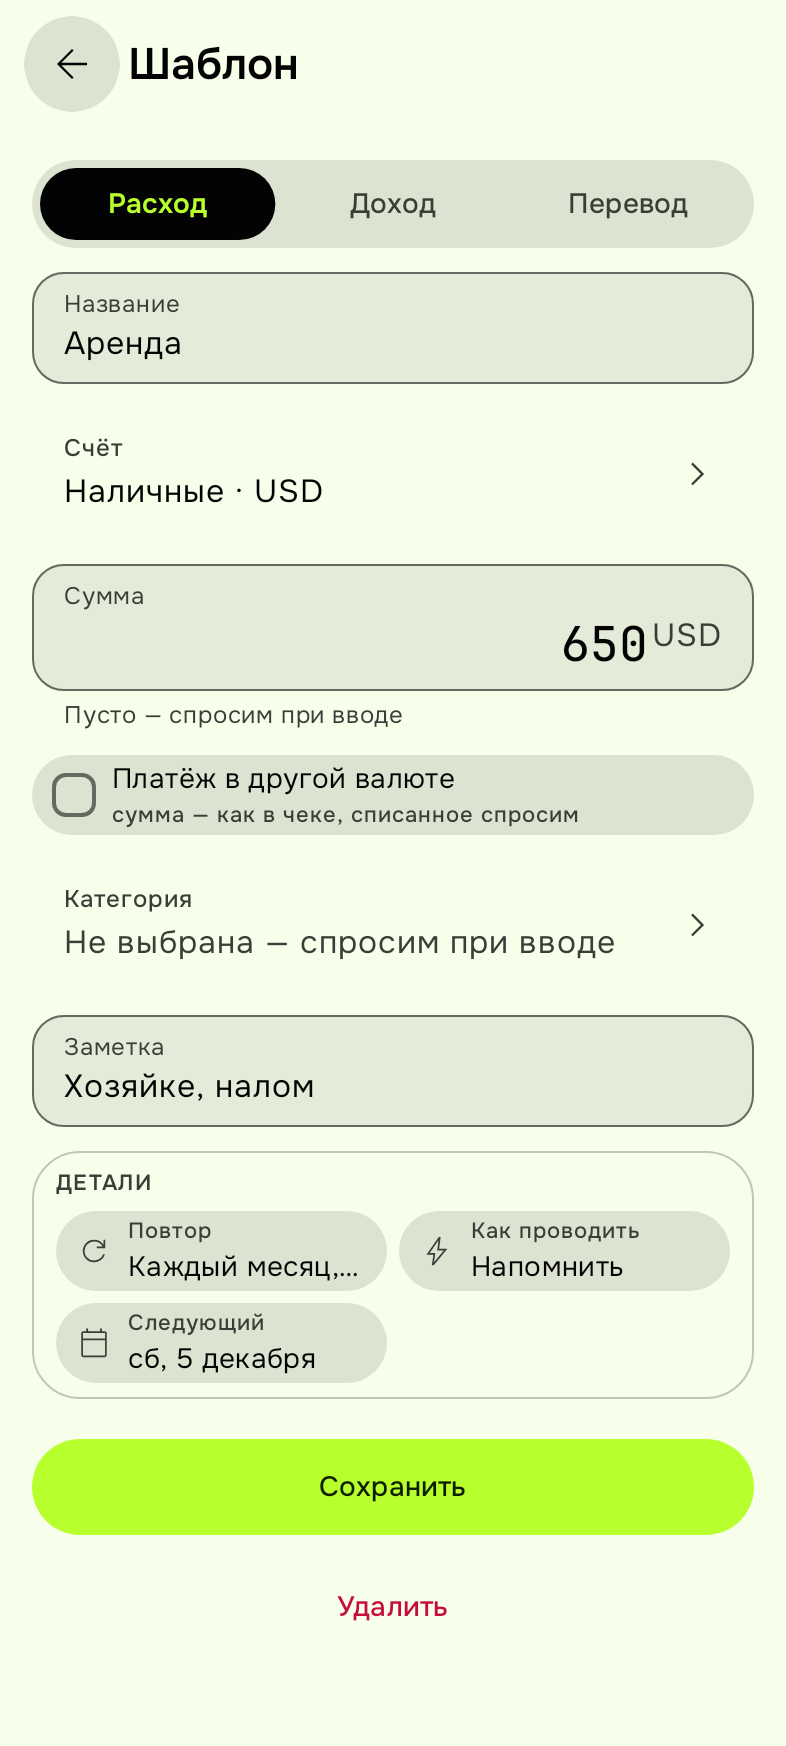 Шаблон
Расход
Доход
Перевод
Название
Аренда
Счёт
Наличные · USD
Сумма
650 USD
Пусто — спросим при вводе
Платёж в другой валюте
сумма — как в чеке, списанное спросим
Категория
Не выбрана — спросим при вводе
Заметка
Хозяйке, налом
ДЕТАЛИ
Повтор
Каждый месяц,...
Как проводить
Напомнить
Следующий
сб, 5 декабря
Сохранить
Удалить